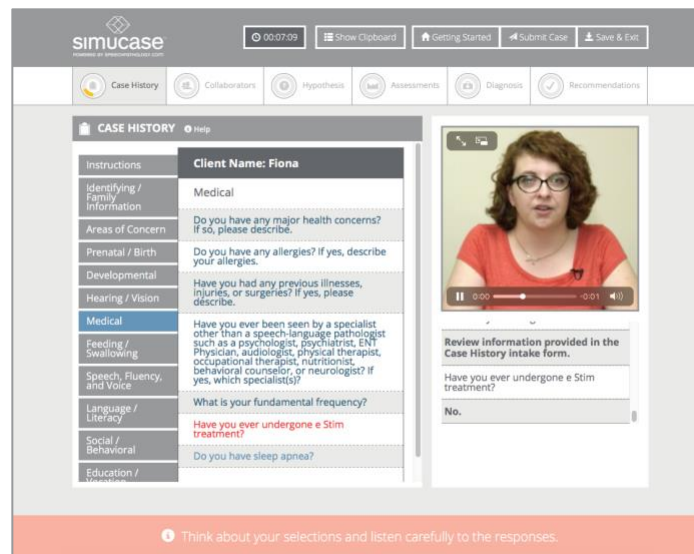 simucase
POWERED BY SPEECHPATHOLOGY.COM
00:07:09
Show Clipboard
Getting Started
Submit Case
Save & Exit
Case History
Collaborators
Hypothesis
Assessments
Diagnosis
Recommendations
CASE HISTORY
Help
Instructions
Identifying /
Family
Information
Areas of Concern
Prenatal / Birth
Developmental
Hearing / Vision
Medical
Feeding /
Swallowing
Speech, Fluency,
and Voice
Language /
Literacy
Social /
Behavioral
Education /
Client Name: Fiona
Medical
Do you have any major health concerns?
If so, please describe.
Do you have any allergies? If yes, describe
your allergies.
Have you had any previous illnesses,
injuries, or surgeries? If yes, please
describe.
Have you ever been seen by a specialist
other than a speech-language pathologist
such as a psychologist, psychiatrist, ENT
Physician, audiologist, physical therapist,
occupational therapist, nutritionist,
behavioral counselor, or neurologist? If
yes, which specialist(s)?
What is your fundamental frequency?
Have you ever undergone e Stim
treatment?
Do you have sleep apnea?
0:00
-0:01
Review information provided in the
Case History intake form.
Have you ever undergone e Stim
treatment?
No.
Think about your selections and listen carefully to the responses.